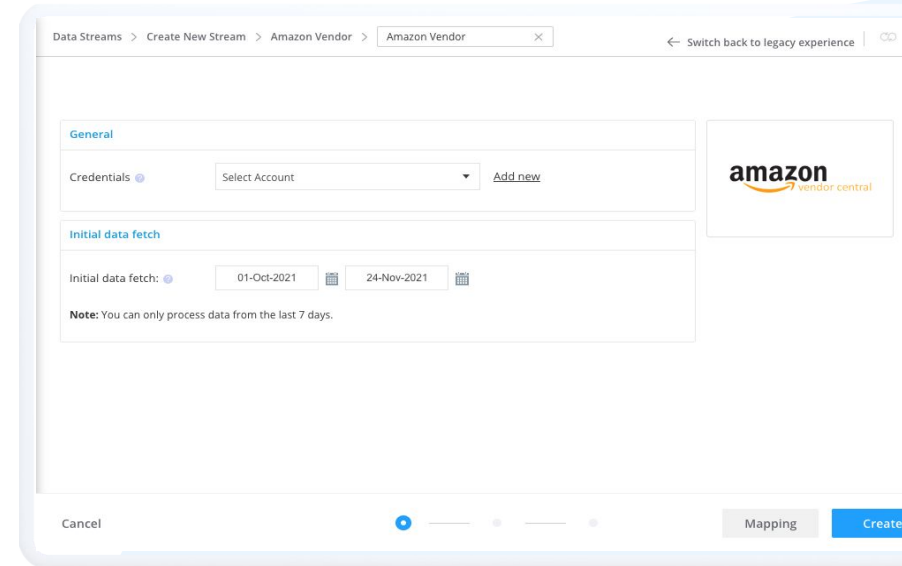 Data Streams > Create New Stream > Amazon Vendor > Amazon Vendor ×
← Switch back to legacy experience
General
Credentials ? Select Account Add new
amazon
vendor central
Initial data fetch
Initial data fetch: ? 01-Oct-2021 24-Nov-2021
Note: You can only process data from the last 7 days.
Cancel Mapping Create